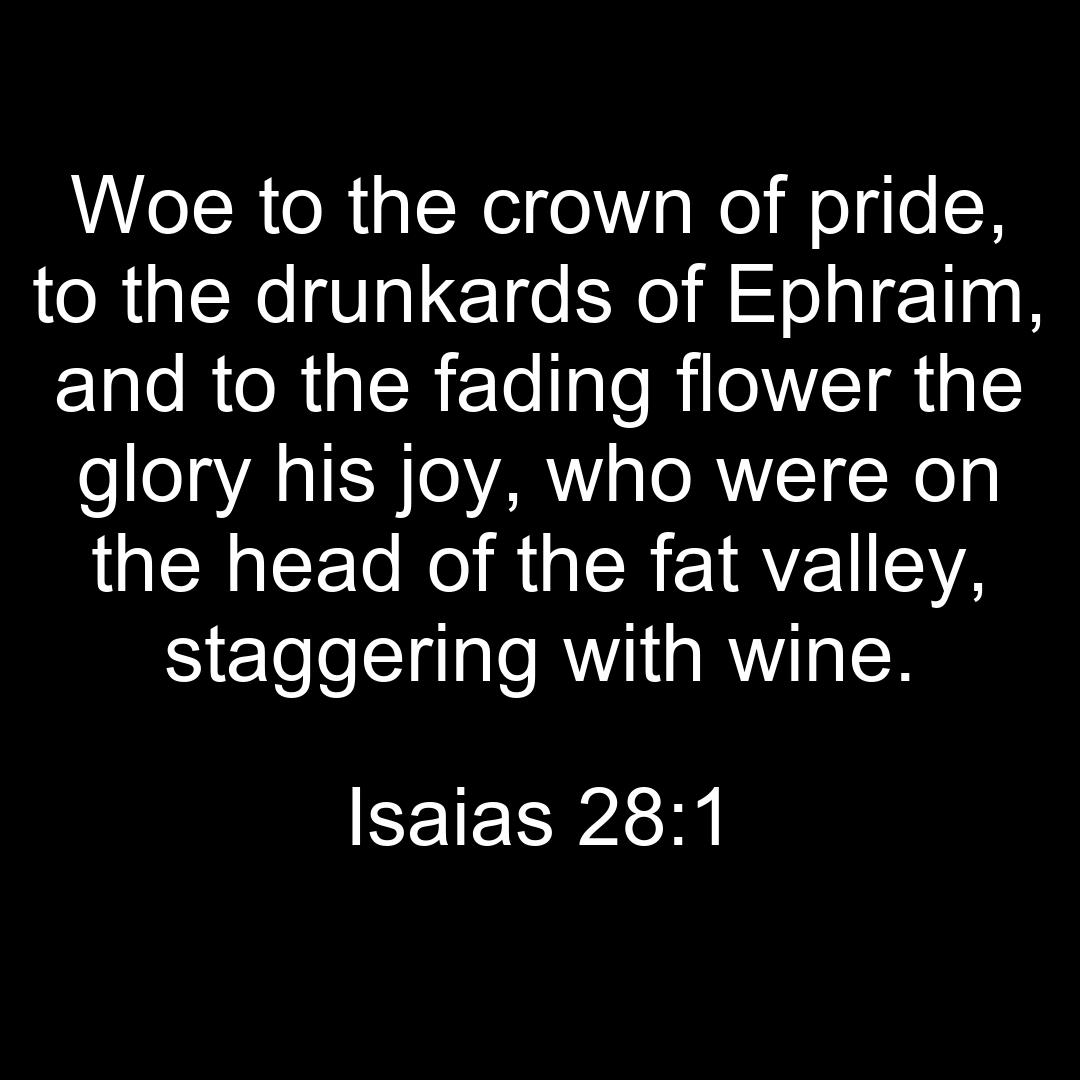 Woe to the crown of pride,
to the drunkards of Ephraim,
and to the fading flower the
glory his joy, who were on
the head of the fat valley,
staggering with wine.
Isaias 28:1